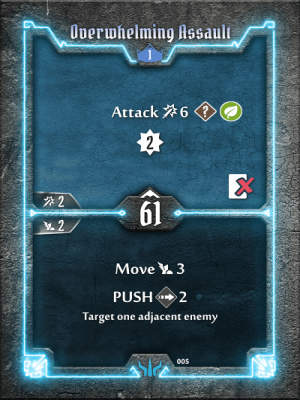 Overwhelming Assault
1
Attack 6 ?
2
2
61
2
Move 3
PUSH 2
Target one adjacent enemy
005